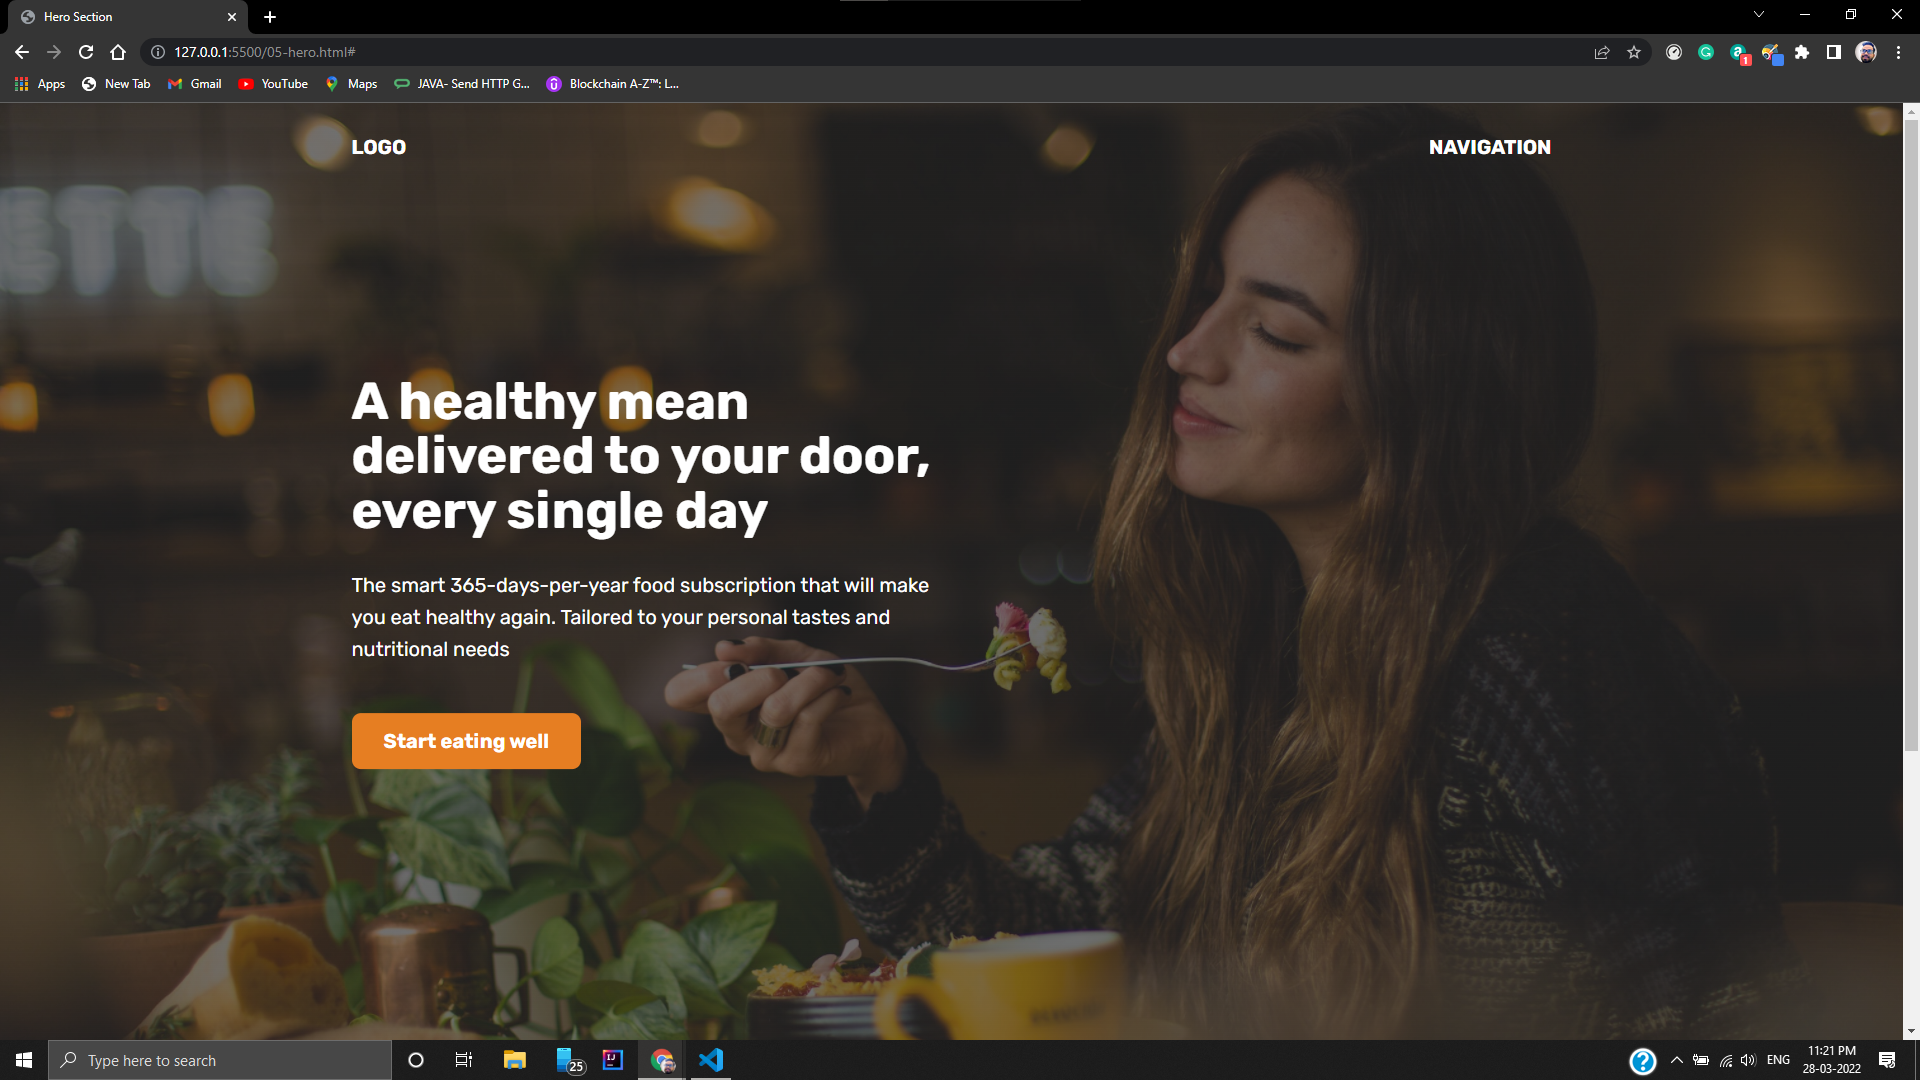 Hero Section
127.0.0.1:5500/05-hero.html#
1
Apps New Tab Gmail YouTube Maps JAVA- Send HTTP G... Blockchain A-Z™: L...
LOGO NAVIGATION
ETTE
A healthy mean
delivered to your door,
every single day
The smart 365-days-per-year food subscription that will make
you eat healthy again. Tailored to your personal tastes and
nutritional needs
Start eating well
Type here to search
25
IJ
ENG
11:21 PM
28-03-2022